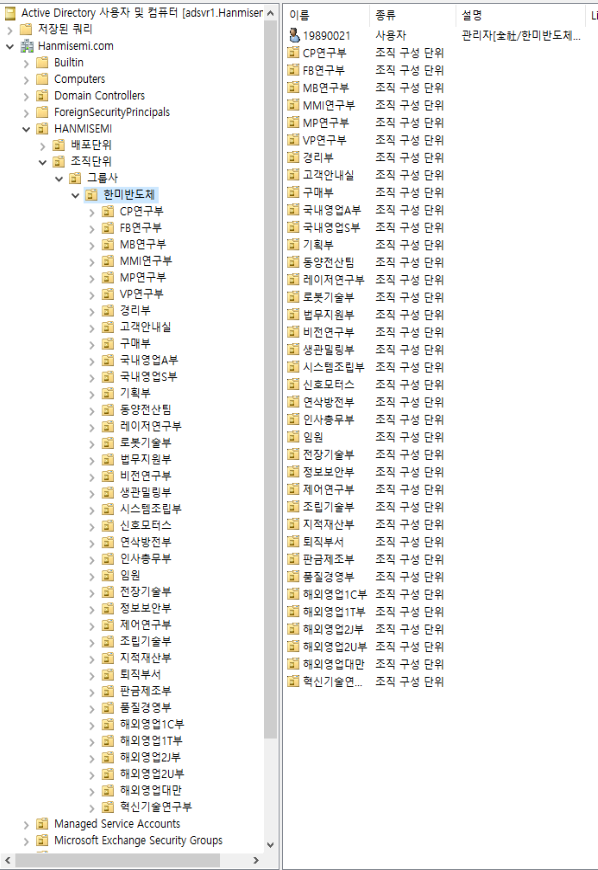 Active Directory 사용자 및 컴퓨터 [adsvr1.Hanmiser
저장된 쿼리
Hanmisemi.com
Builtin
Computers
Domain Controllers
ForeignSecurityPrincipals
HANMISEMI
배포단위
조직단위
그룹사
한미반도체
CP연구부
FB연구부
MB연구부
MMI연구부
MP연구부
VP연구부
경리부
고객안내실
구매부
국내영업A부
국내영업S부
기획부
동양전산팀
레이저연구부
로봇기술부
법무지원부
비전연구부
생관밀링부
시스템조립부
신호모터스
연삭방전부
인사총무부
임원
전장기술부
정보보안부
제어연구부
조립기술부
지적재산부
퇴직부서
판금제조부
품질경영부
해외영업1C부
해외영업1T부
해외영업2J부
해외영업2U부
해외영업대만
혁신기술연구부
Managed Service Accounts
Microsoft Exchange Security Groups
이름 종류 설명 Li
19890021 사용자 관리자[全社/한미반도체...
CP연구부 조직 구성 단위
FB연구부 조직 구성 단위
MB연구부 조직 구성 단위
MMI연구부 조직 구성 단위
MP연구부 조직 구성 단위
VP연구부 조직 구성 단위
경리부 조직 구성 단위
고객안내실 조직 구성 단위
구매부 조직 구성 단위
국내영업A부 조직 구성 단위
국내영업S부 조직 구성 단위
기획부 조직 구성 단위
동양전산팀 조직 구성 단위
레이저연구부 조직 구성 단위
로봇기술부 조직 구성 단위
법무지원부 조직 구성 단위
비전연구부 조직 구성 단위
생관밀링부 조직 구성 단위
시스템조립부 조직 구성 단위
신호모터스 조직 구성 단위
연삭방전부 조직 구성 단위
인사총무부 조직 구성 단위
임원 조직 구성 단위
전장기술부 조직 구성 단위
정보보안부 조직 구성 단위
제어연구부 조직 구성 단위
조립기술부 조직 구성 단위
지적재산부 조직 구성 단위
퇴직부서 조직 구성 단위
판금제조부 조직 구성 단위
품질경영부 조직 구성 단위
해외영업1C부 조직 구성 단위
해외영업1T부 조직 구성 단위
해외영업2J부 조직 구성 단위
해외영업2U부 조직 구성 단위
해외영업대만 조직 구성 단위
혁신기술연... 조직 구성 단위